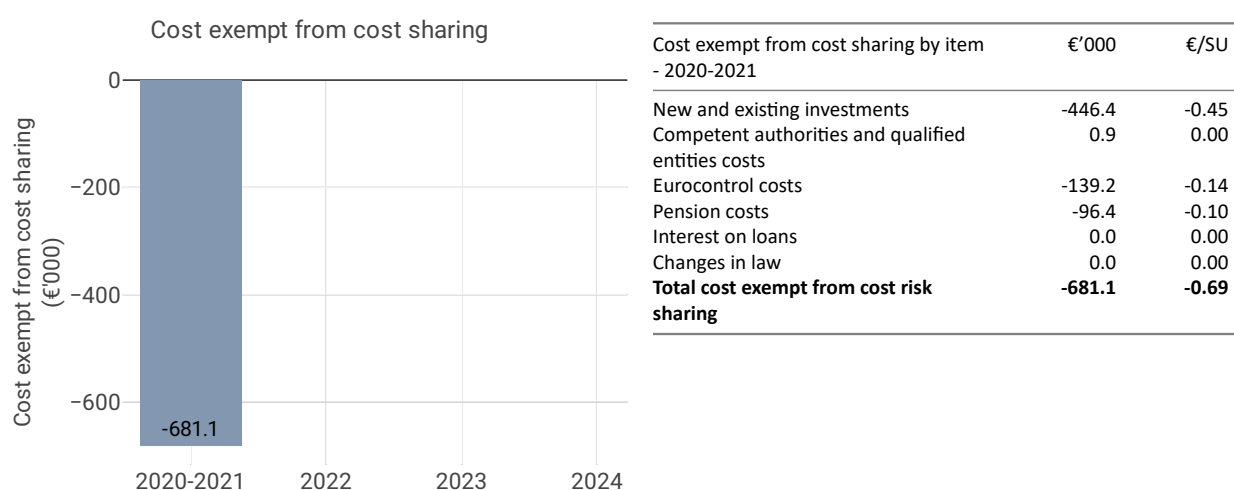 Cost exempt from cost sharing
Cost exempt from cost sharing
(€'000)
0
−200
−400
−600
-681.1
2020-2021 2022 2023 2024
Cost exempt from cost sharing by item €’000 €/SU
- 2020-2021
New and existing investments -446.4 -0.45
Competent authorities and qualified 0.9 0.00
entities costs
Eurocontrol costs -139.2 -0.14
Pension costs -96.4 -0.10
Interest on loans 0.0 0.00
Changes in law 0.0 0.00
Total cost exempt from cost risk -681.1 -0.69
sharing